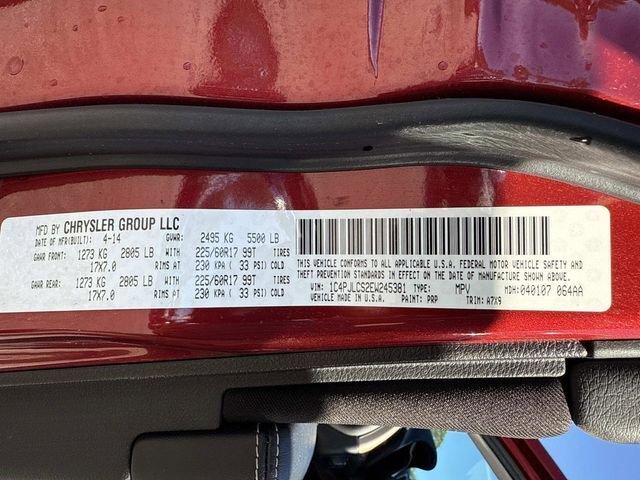 MFD BY CHRYSLER GROUP LLC
DATE OF MFR(BUILT): 4-14 GVWR: 2495 KG 5500 LB
GAWR FRONT: 1273 KG 2805 LB WITH 225/60R17 99T TIRES
17X7.0 RIMS AT 230 KPA ( 33 PSI) COLD
GAWR REAR: 1273 KG 2805 LB WITH 225/60R17 99T TIRES
17X7.0 RIMS AT 230 KPA ( 33 PSI) COLD
THIS VEHICLE CONFORMS TO ALL APPLICABLE U.S.A. FEDERAL MOTOR VEHICLE SAFETY AND
THEFT PREVENTION STANDARDS IN EFFECT ON THE DATE OF MANUFACTURE SHOWN ABOVE
VIN: 1C4PJLCS2EW245381 TYPE: MPV MDH: 040107 064AA
VEHICLE MADE IN U.S.A. PAINT: PRP TRIM: A7X9